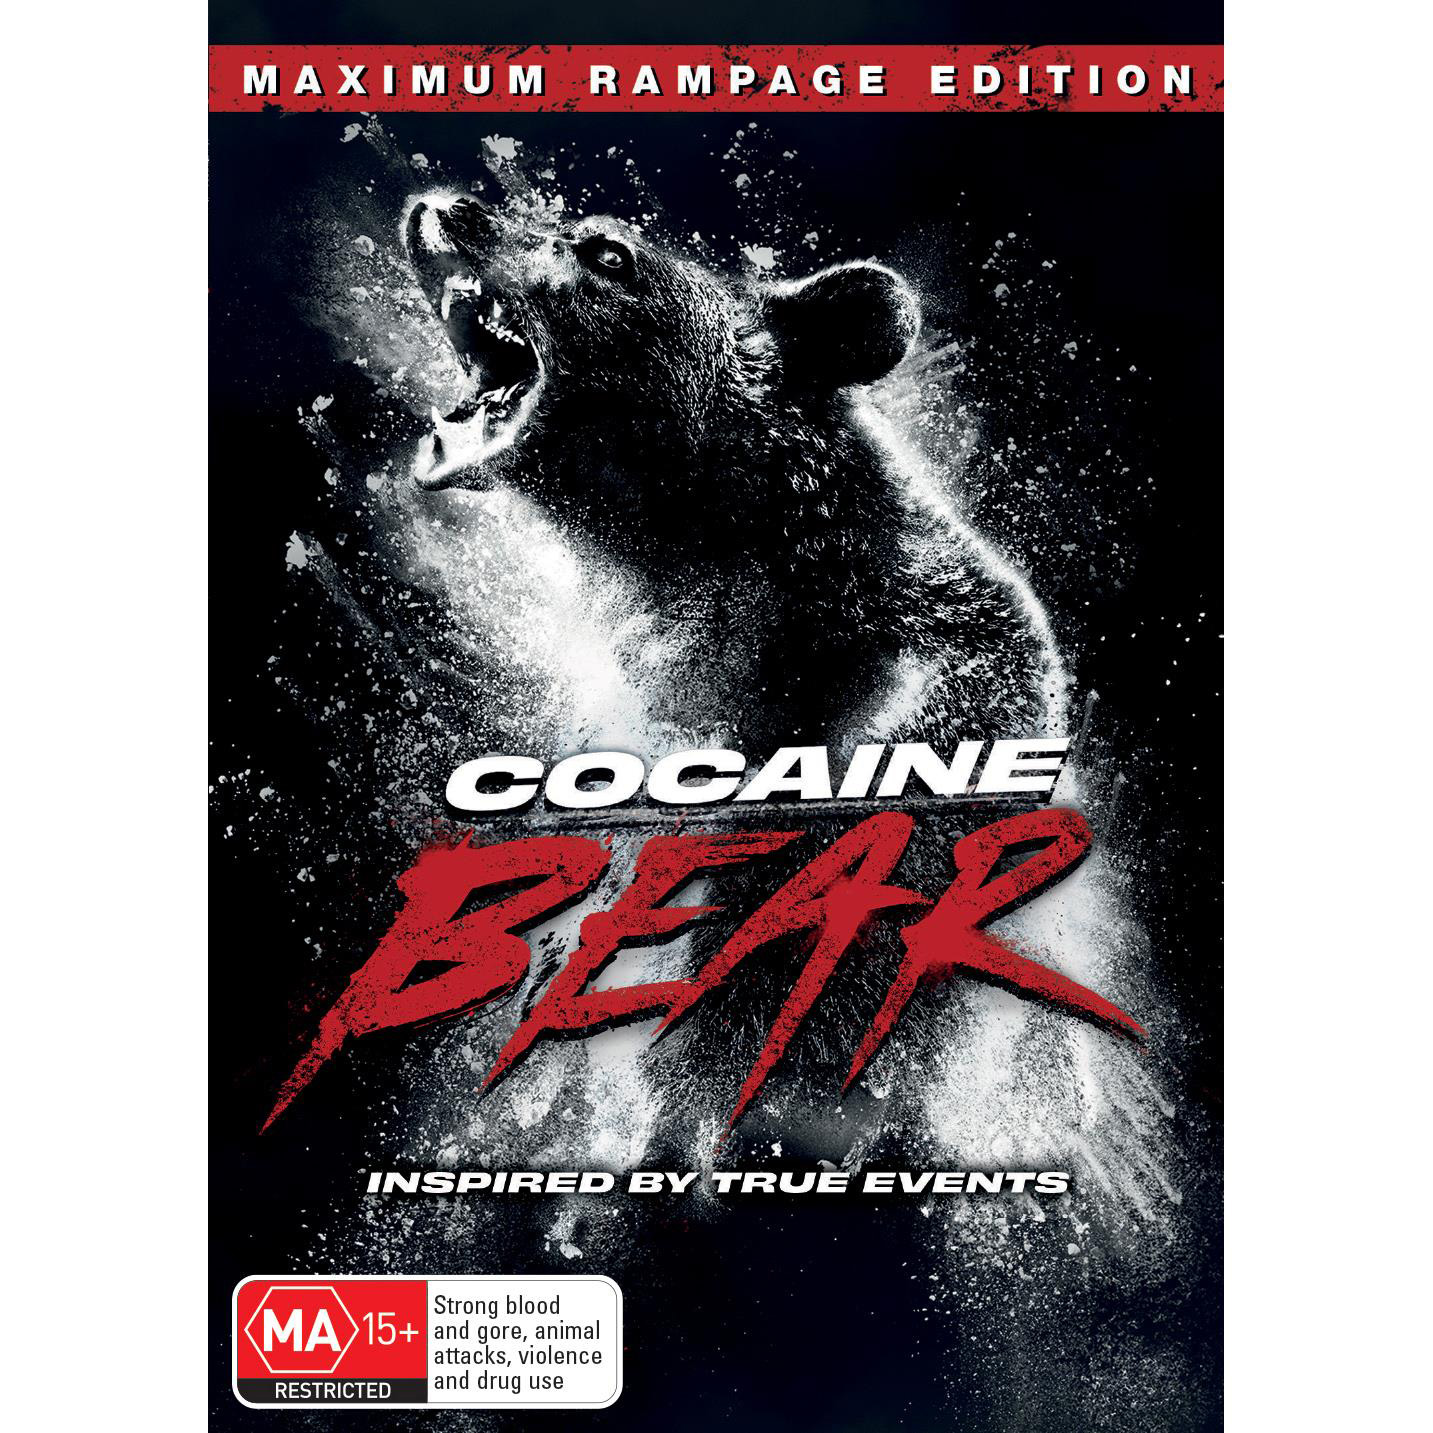 MAXIMUM RAMPAGE EDITION
COCAINE
BEAR
INSPIRED BY TRUE EVENTS
MA 15+
RESTRICTED
Strong blood
and gore, animal
attacks, violence
and drug use